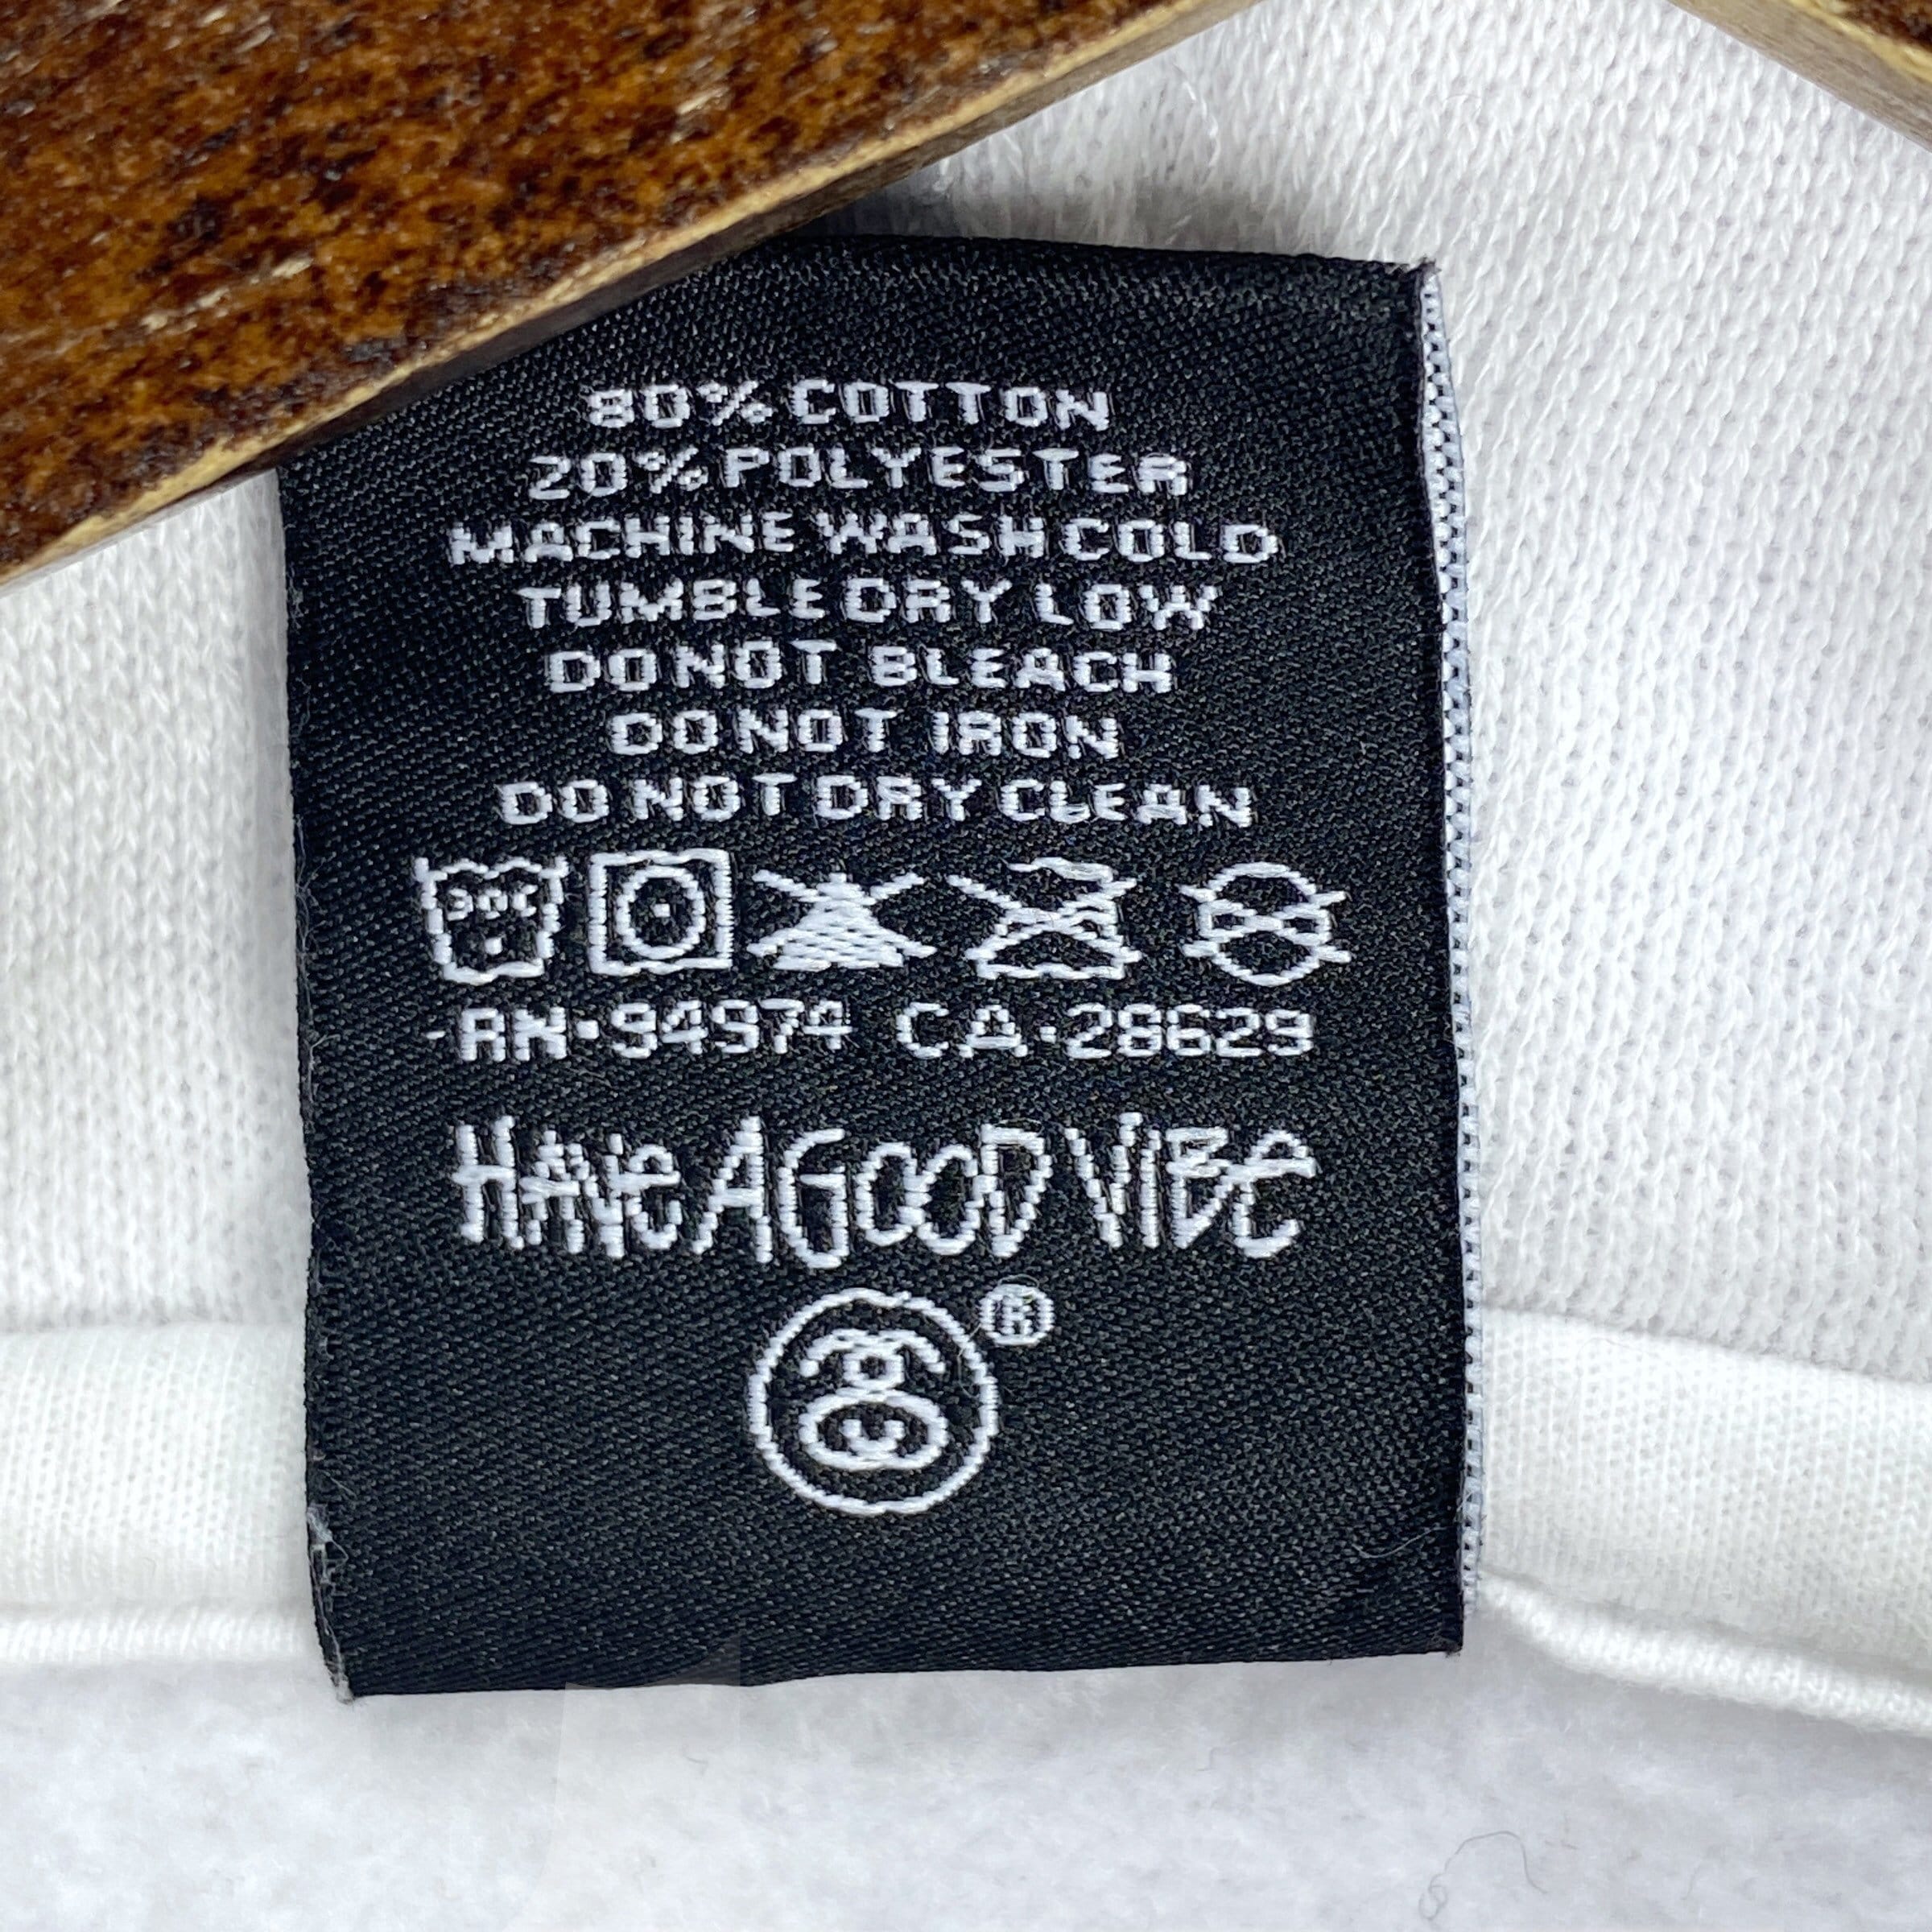 80% COTTON
20% POLYESTER
MACHINE WASH COLD
TUMBLE DRY LOW
DO NOT BLEACH
DO NOT IRON
DO NOT DRY CLEAN
30C
RN·94974 CA·28629
HAVE A GOOD VIBE
®